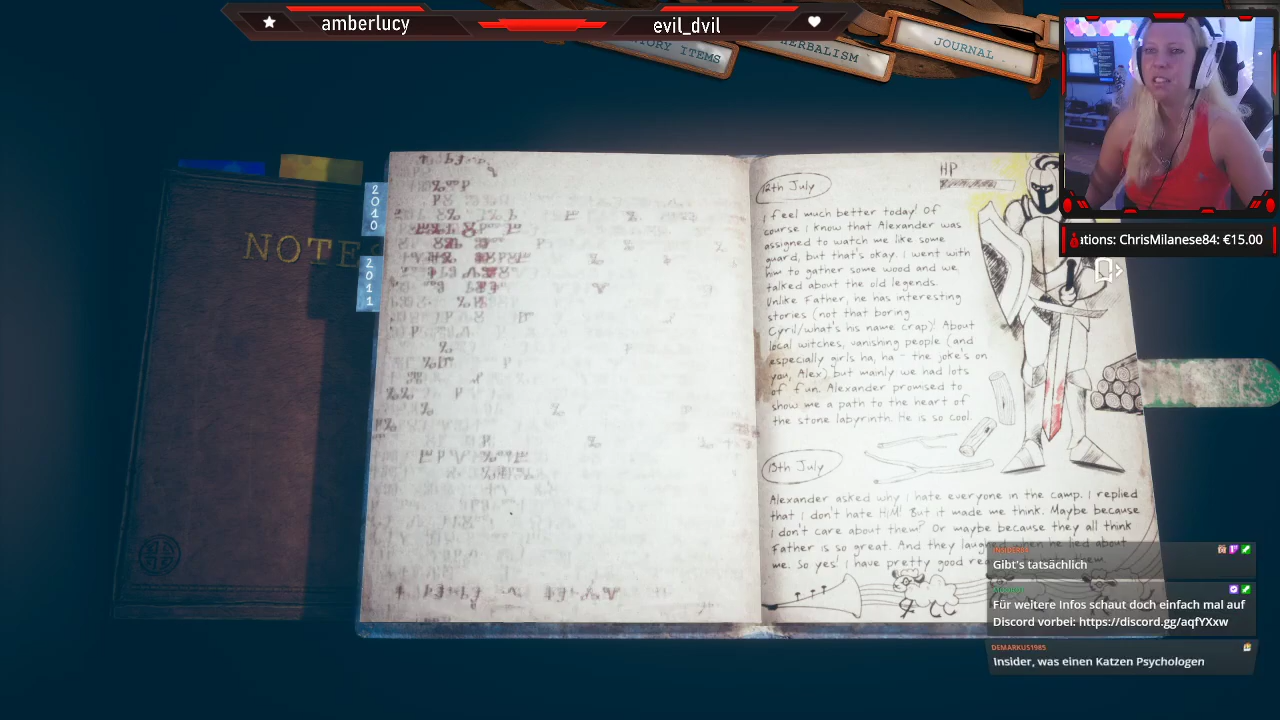 amberlucy
evil_dvil
ORY ITEMS
HERBALISM
JOURNAL
ations: ChrisMilanese84: €15.00
NOTE
2010
2011
HP
12th July
I feel much better today! Of
course I know that Alexander was
assigned to watch me like some
guard, but that's okay. I went with
him to gather some wood and we
talked about the old legends.
Unlike Father, he has interesting
stories (not that boring
Cyril/what's his name crap)! About
local witches, vanishing people (and
especially girls ha, ha - the joke's on
you, Alex) but mainly we had lots
of fun. Alexander promised to
show me a path to the heart of
the stone labyrinth. He is so cool.
13th July
Alexander asked why I hate everyone in the camp. I replied
that I don't hate HIM! But it made me think. Maybe because
I don't care about them? Or maybe because they all think
Father is so great. And they laughed when he lied about
me. So yes! I have pretty good
Gibt's tatsächlich
Für weitere Infos schaut doch einfach mal auf
Discord vorbei: https://discord.gg/aqfYXxw
DEMARKUS1985
Insider, was einen Katzen Psychologen